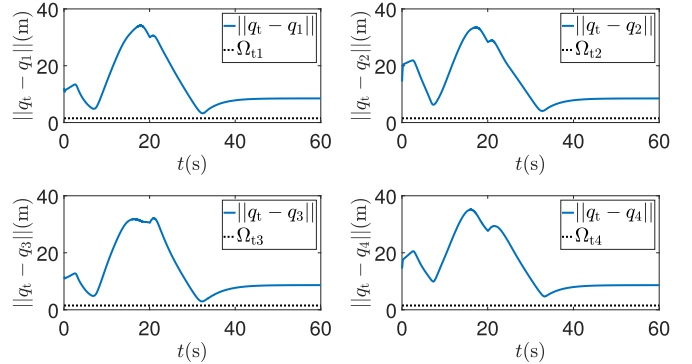 ||q_t − q_1||(m)
40
20
0
0
20
40
60
t(s)
||q_t − q_1||
Ω_t1
||q_t − q_2||(m)
40
20
0
0
20
40
60
t(s)
||q_t − q_2||
Ω_t2
||q_t − q_3||(m)
40
20
0
0
20
40
60
t(s)
||q_t − q_3||
Ω_t3
||q_t − q_4||(m)
40
20
0
0
20
40
60
t(s)
||q_t − q_4||
Ω_t4